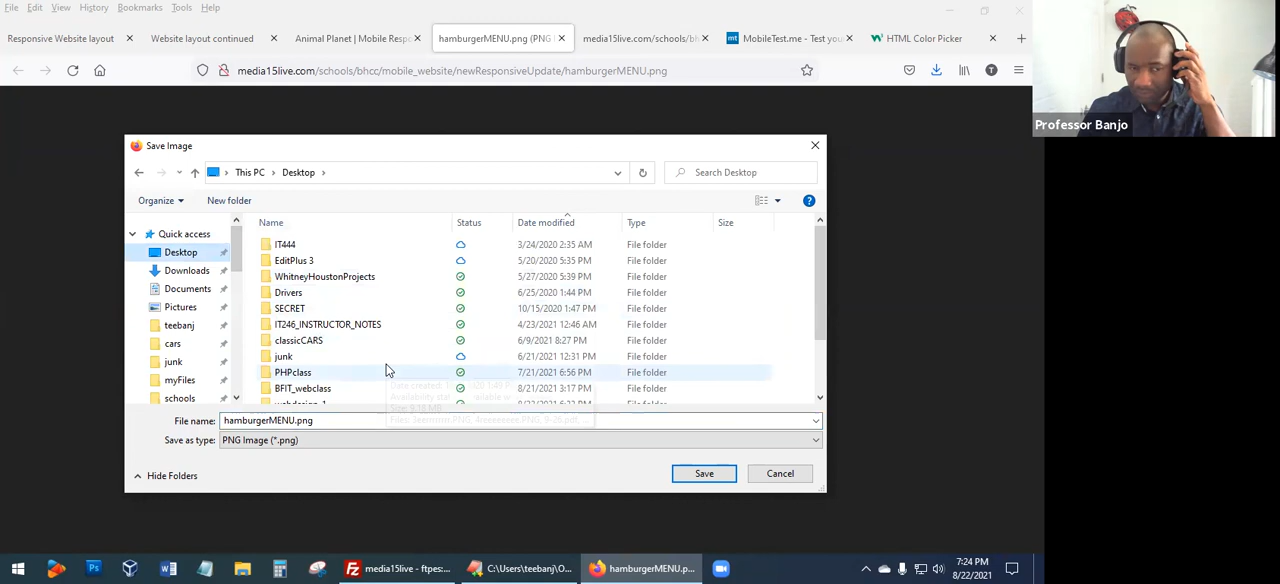 File Edit View History Bookmarks Tools Help
Responsive Website layout Website layout continued Animal Planet | Mobile Respo hamburgerMENU.png (PNG media15live.com/schools/bh mt MobileTest.me - Test you HTML Color Picker
media15live.com/schools/bhcc/mobile_website/newResponsiveUpdate/hamburgerMENU.png T
Professor Banjo
Save Image
This PC Desktop Search Desktop
Organize New folder
Name Status Date modified Type Size
Quick access
Desktop
Downloads
Documents
Pictures
teebanj
cars
junk
myFiles
schools
IT444 3/24/2020 2:35 AM File folder
EditPlus 3 5/20/2020 5:35 PM File folder
WhitneyHoustonProjects 5/27/2020 5:39 PM File folder
Drivers 6/25/2020 1:44 PM File folder
SECRET 10/15/2020 1:47 PM File folder
IT246_INSTRUCTOR_NOTES 4/23/2021 12:46 AM File folder
classicCARS 6/9/2021 8:27 PM File folder
junk 6/21/2021 12:31 PM File folder
PHPclass 7/21/2021 6:56 PM File folder
BFIT_webclass 8/21/2021 3:17 PM File folder
File name: hamburgerMENU.png
Save as type: PNG Image (*.png)
Hide Folders Save Cancel
media15live - ftpes:... C:\Users\teebanj\O... hamburgerMENU.p...
7:24 PM
8/22/2021